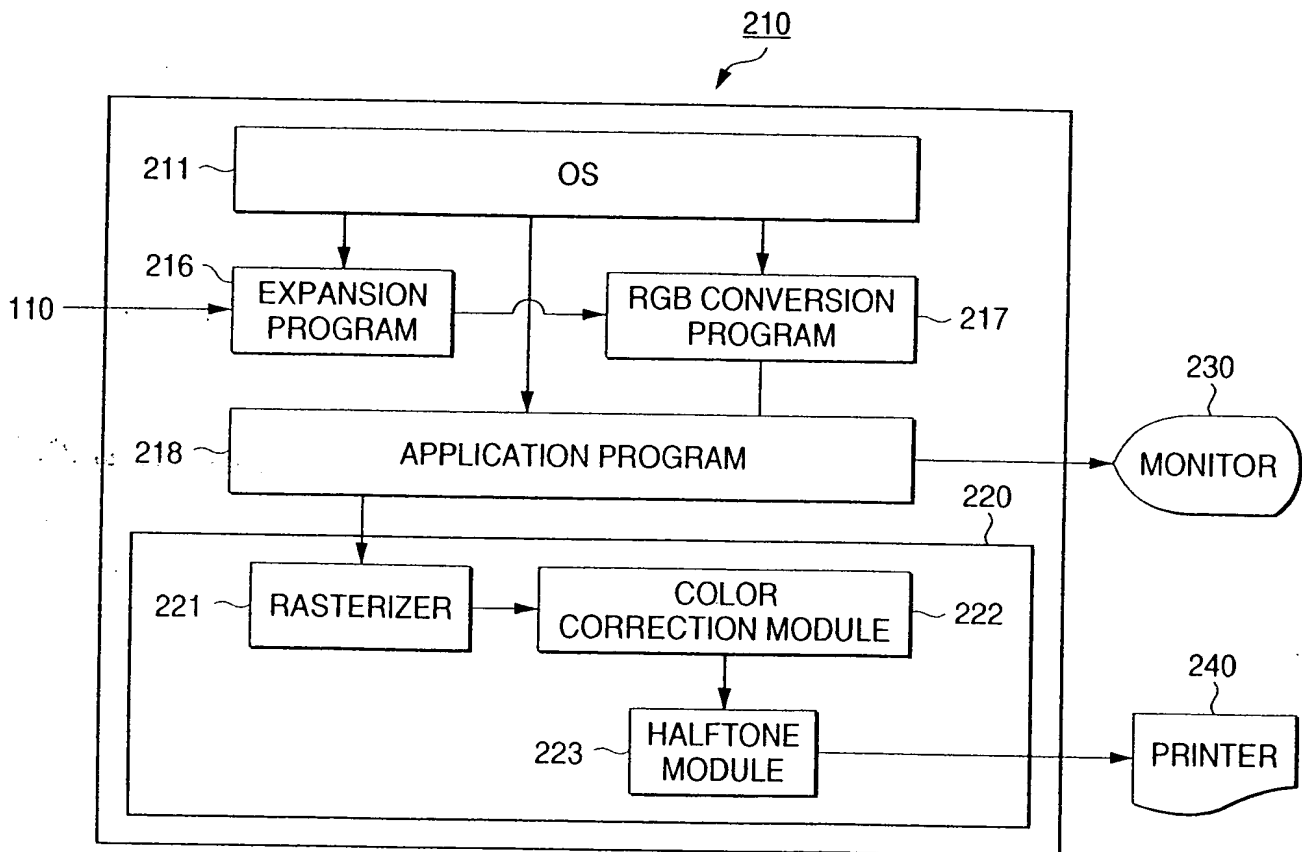 210
211
OS
216
110
EXPANSION
PROGRAM
RGB CONVERSION
PROGRAM
217
218
APPLICATION PROGRAM
230
MONITOR
220
221
RASTERIZER
COLOR
CORRECTION MODULE
222
223
HALFTONE
MODULE
240
PRINTER